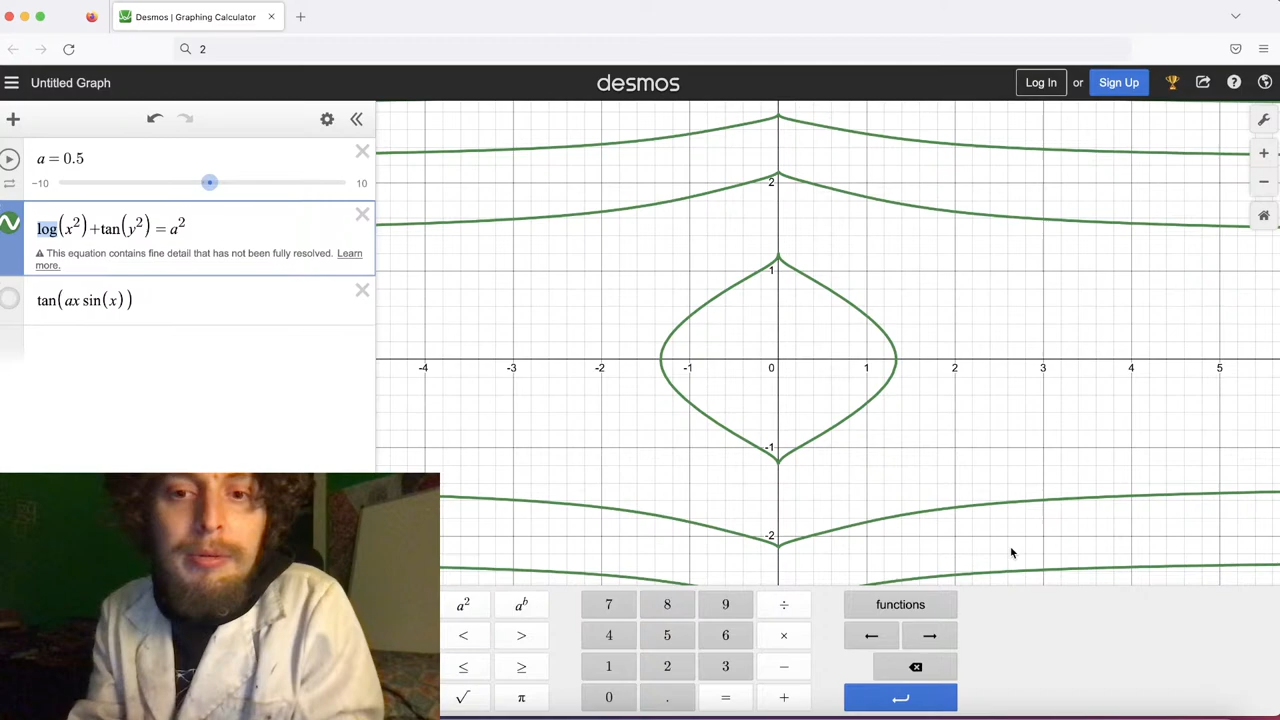 Desmos | Graphing Calculator
2
Untitled Graph
desmos
Log In or Sign Up
a = 0.5
-10 10
log(x²)+tan(y²) = a²
This equation contains fine detail that has not been fully resolved. Learn
more.
tan(ax sin(x))
2
1
-4 -3 -2 -1 0 1 2 3 4 5
-1
-2
a² aᵇ 7 8 9 ÷ functions
< > 4 5 6 × ← →
≤ ≥ 1 2 3 −
√ π 0 . = +